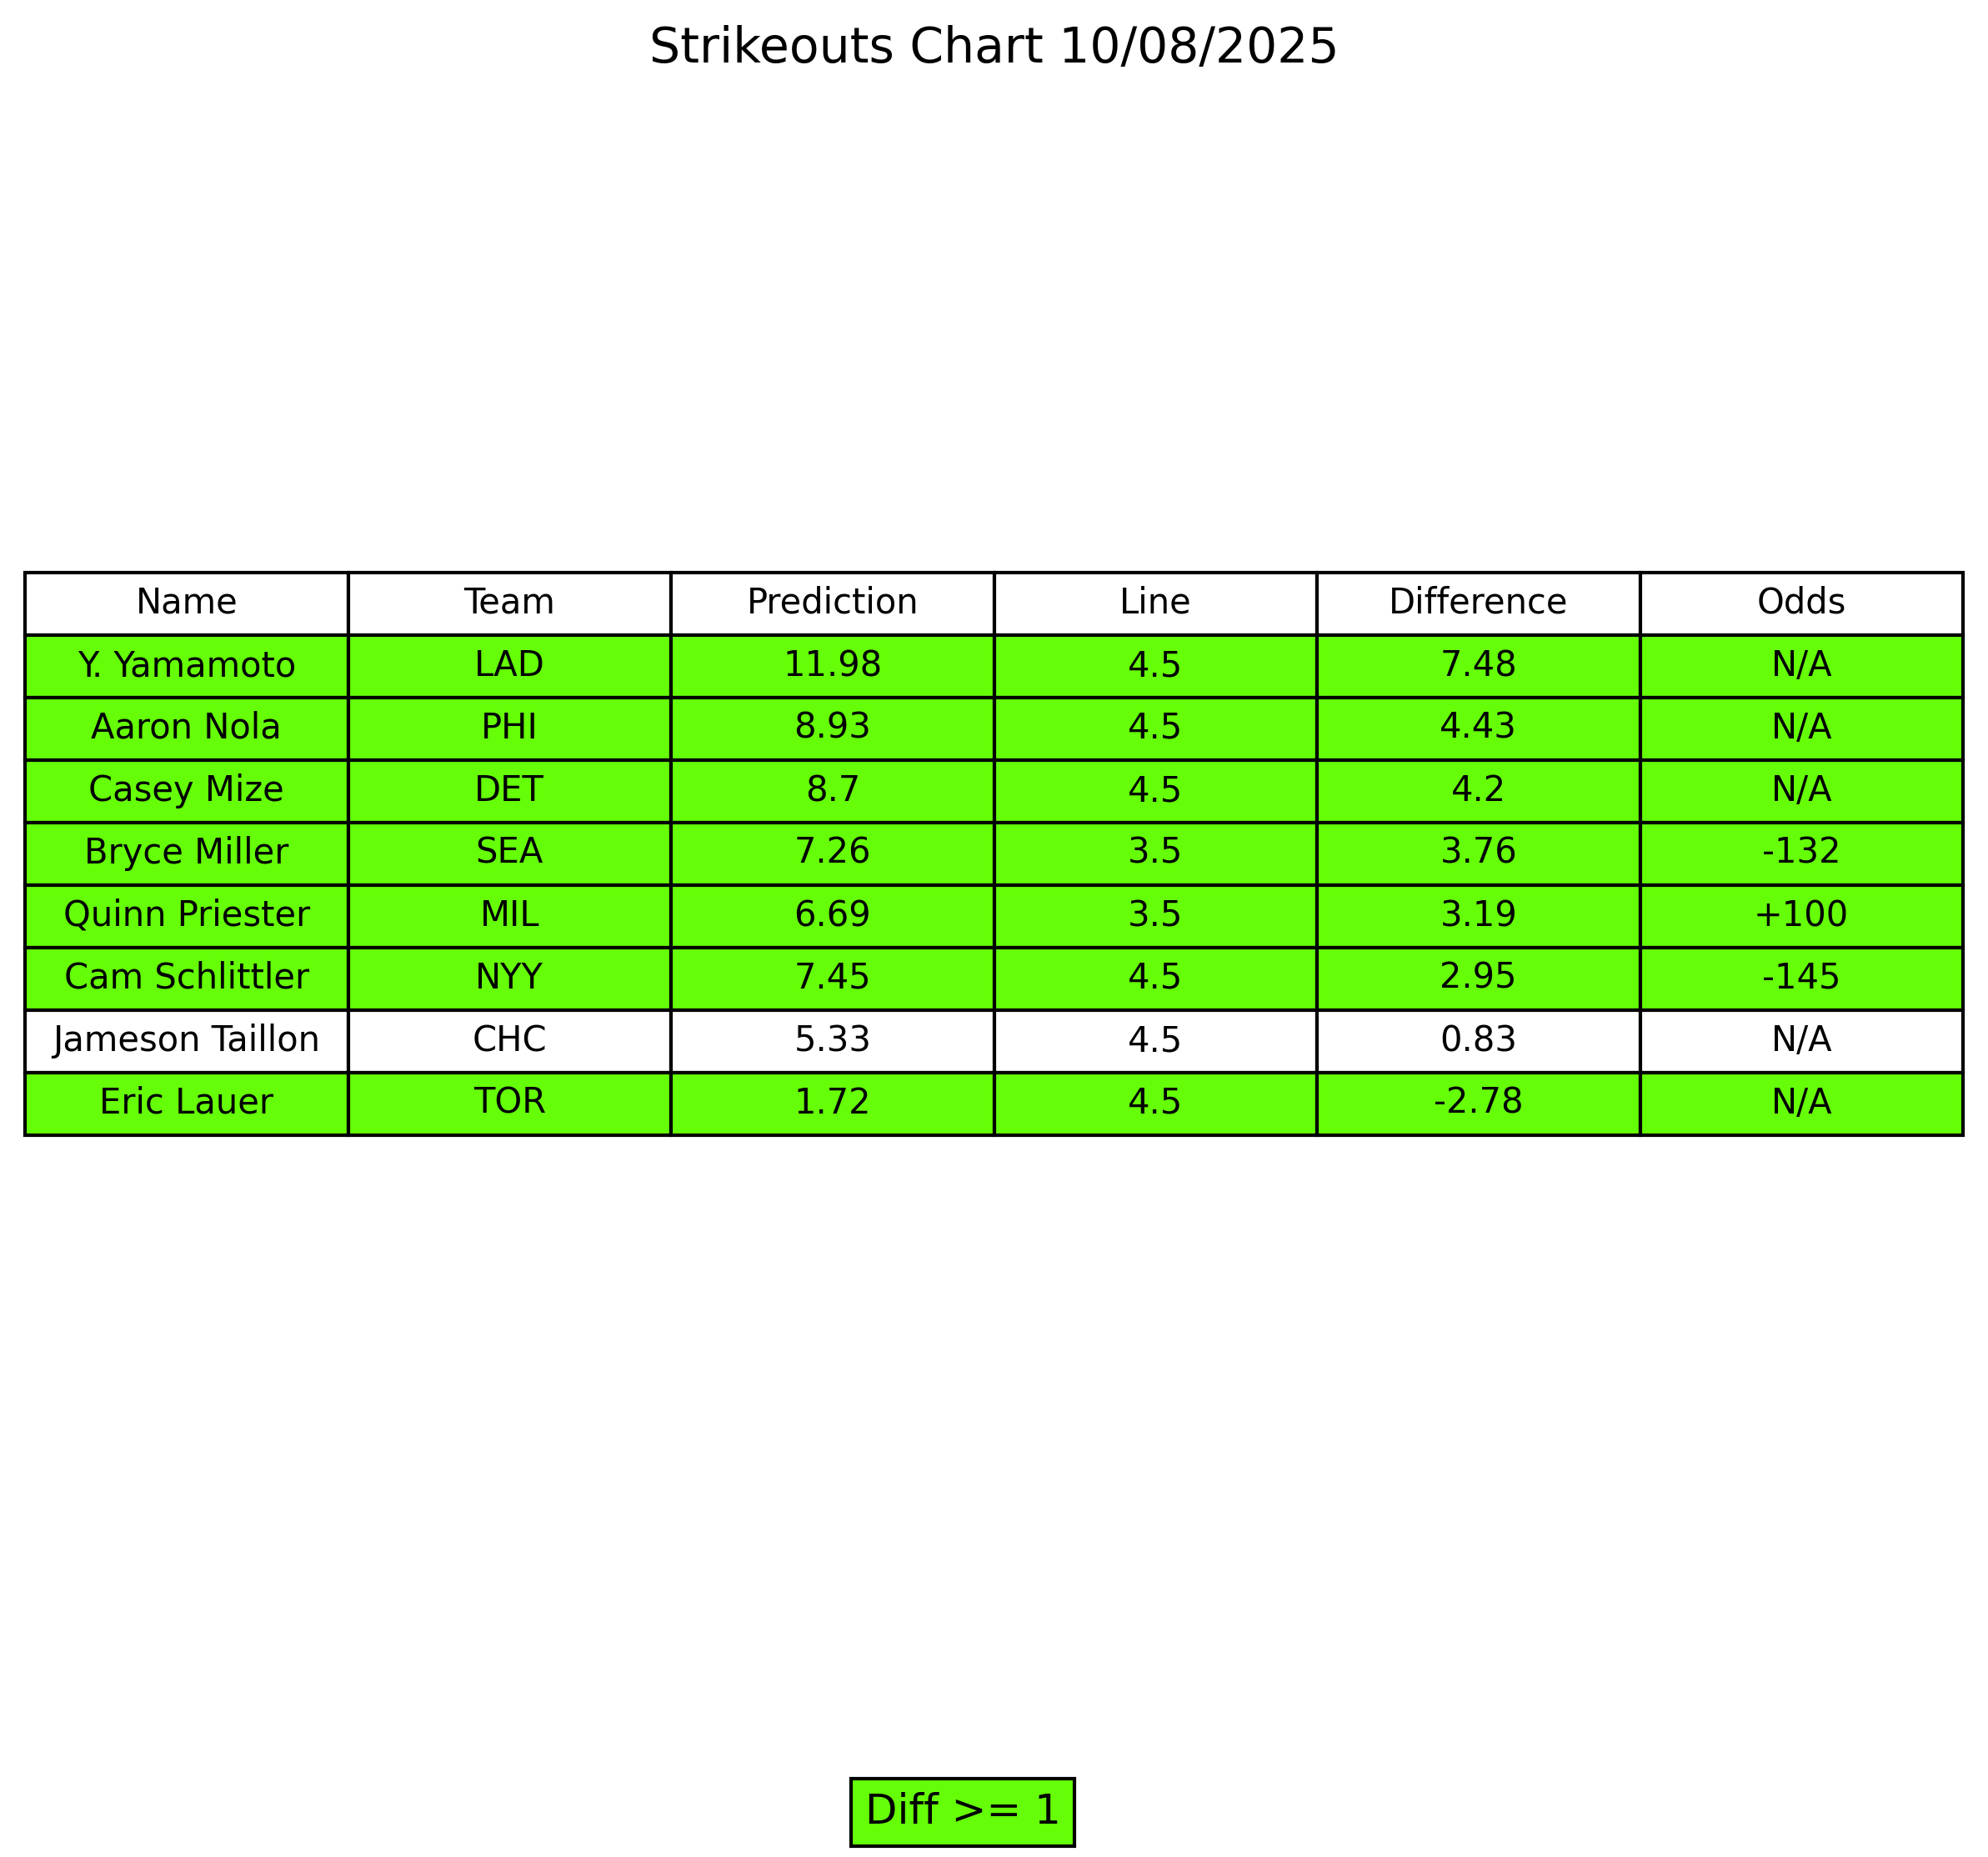 Strikeouts Chart 10/08/2025
Name Team Prediction Line Difference Odds
Y. Yamamoto LAD 11.98 4.5 7.48 N/A
Aaron Nola PHI 8.93 4.5 4.43 N/A
Casey Mize DET 8.7 4.5 4.2 N/A
Bryce Miller SEA 7.26 3.5 3.76 -132
Quinn Priester MIL 6.69 3.5 3.19 +100
Cam Schlittler NYY 7.45 4.5 2.95 -145
Jameson Taillon CHC 5.33 4.5 0.83 N/A
Eric Lauer TOR 1.72 4.5 -2.78 N/A
Diff >= 1